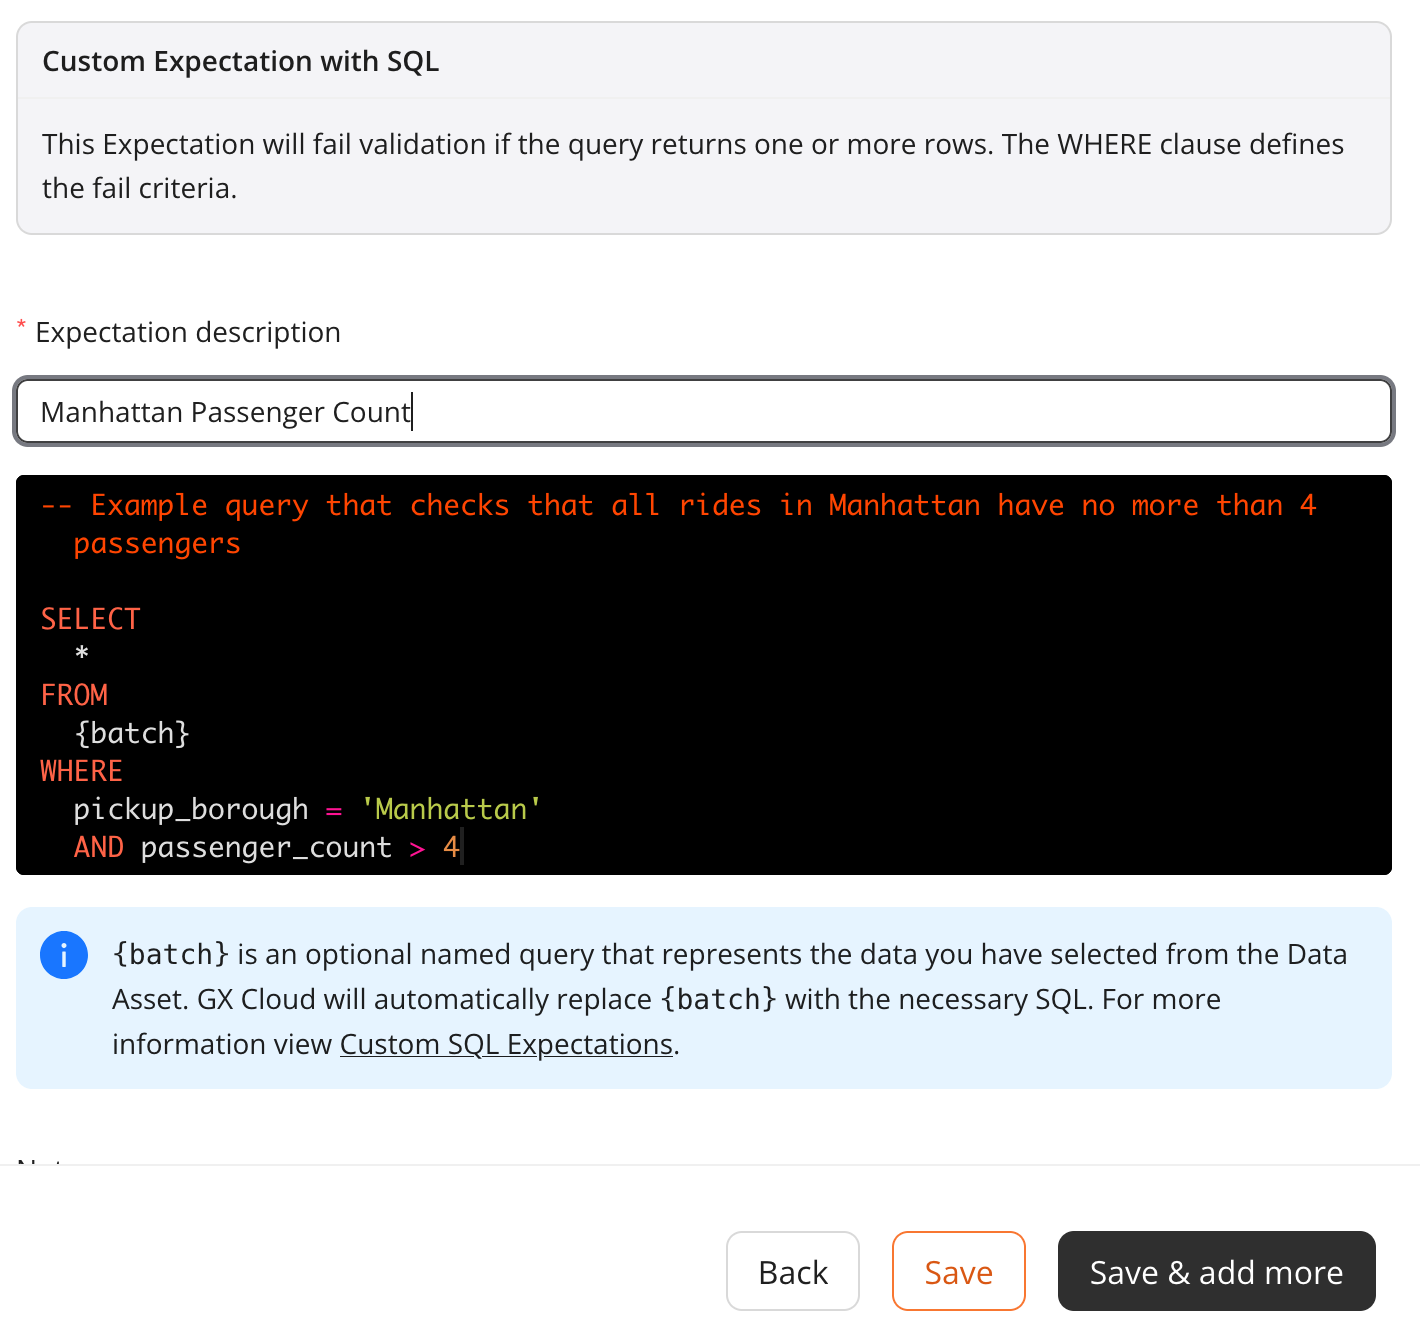 Custom Expectation with SQL
This Expectation will fail validation if the query returns one or more rows. The WHERE clause defines
the fail criteria.
* Expectation description
Manhattan Passenger Count
-- Example query that checks that all rides in Manhattan have no more than 4
passengers
SELECT
*
FROM
{batch}
WHERE
pickup_borough = 'Manhattan'
AND passenger_count > 4
{batch} is an optional named query that represents the data you have selected from the Data
Asset. GX Cloud will automatically replace {batch} with the necessary SQL. For more
information view Custom SQL Expectations.
Back
Save
Save & add more